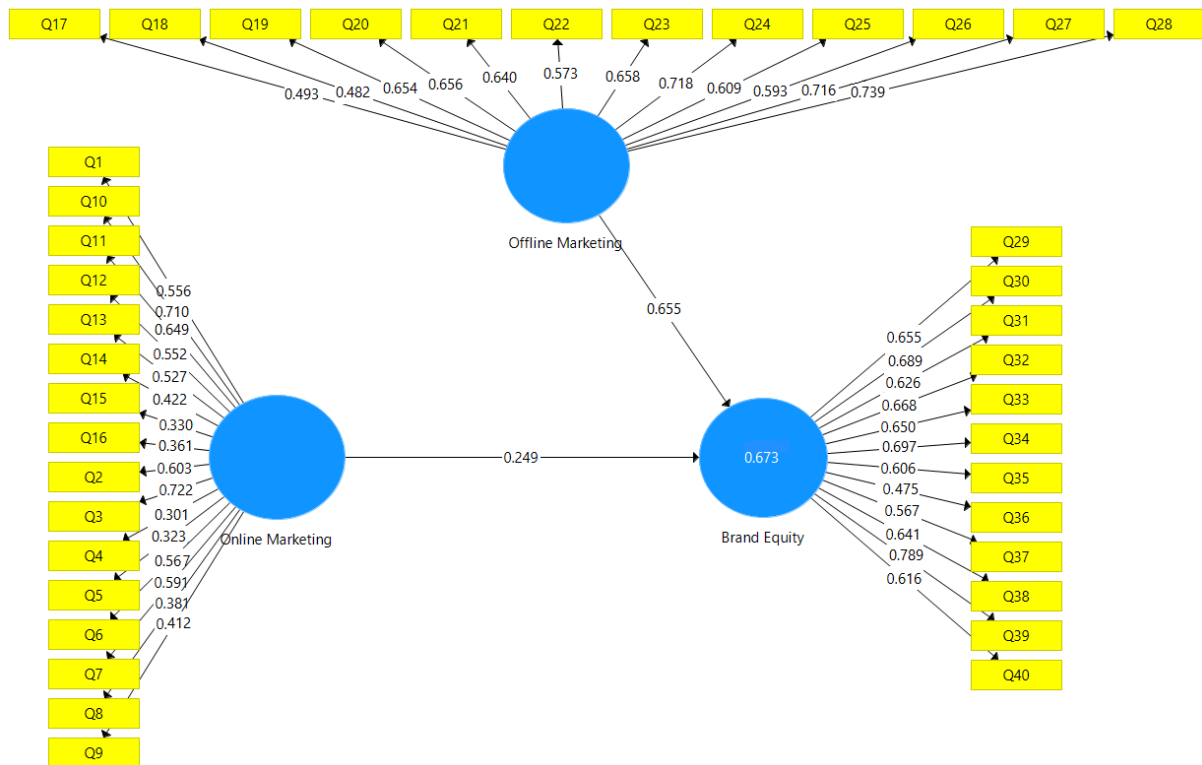 Q17 Q18 Q19 Q20 Q21 Q22 Q23 Q24 Q25 Q26 Q27 Q28
0.493 0.482 0.654 0.656 0.640 0.573 0.658 0.718 0.609 0.593 0.716 0.739
Offline Marketing
0.655
Q1
Q10
Q11
Q12
Q13
Q14
Q15
Q16
Q2
Q3
Q4
Q5
Q6
Q7
Q8
Q9
0.556
0.710
0.649
0.552
0.527
0.422
0.330
0.361
0.603
0.722
0.301
0.323
0.567
0.591
0.381
0.412
Online Marketing
0.249
0.673
Brand Equity
0.655
0.689
0.626
0.668
0.650
0.697
0.606
0.475
0.567
0.641
0.789
0.616
Q29
Q30
Q31
Q32
Q33
Q34
Q35
Q36
Q37
Q38
Q39
Q40